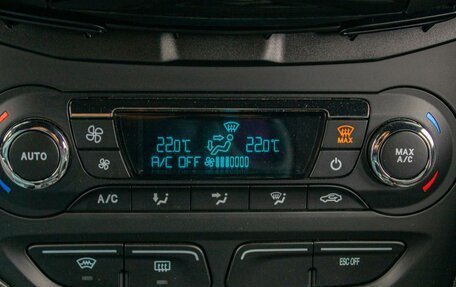 22.0°C 22.0°C
A/C OFF
MAX
AUTO
MAX
A/C
A/C
ESC OFF